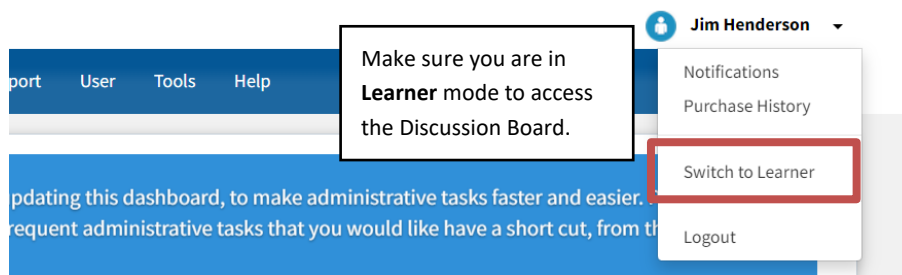 Jim Henderson
port User Tools Help
Make sure you are in
Learner mode to access
the Discussion Board.
Notifications
Purchase History
Switch to Learner
Logout
pdating this dashboard, to make administrative tasks faster and easier.
requent administrative tasks that you would like have a short cut, from th